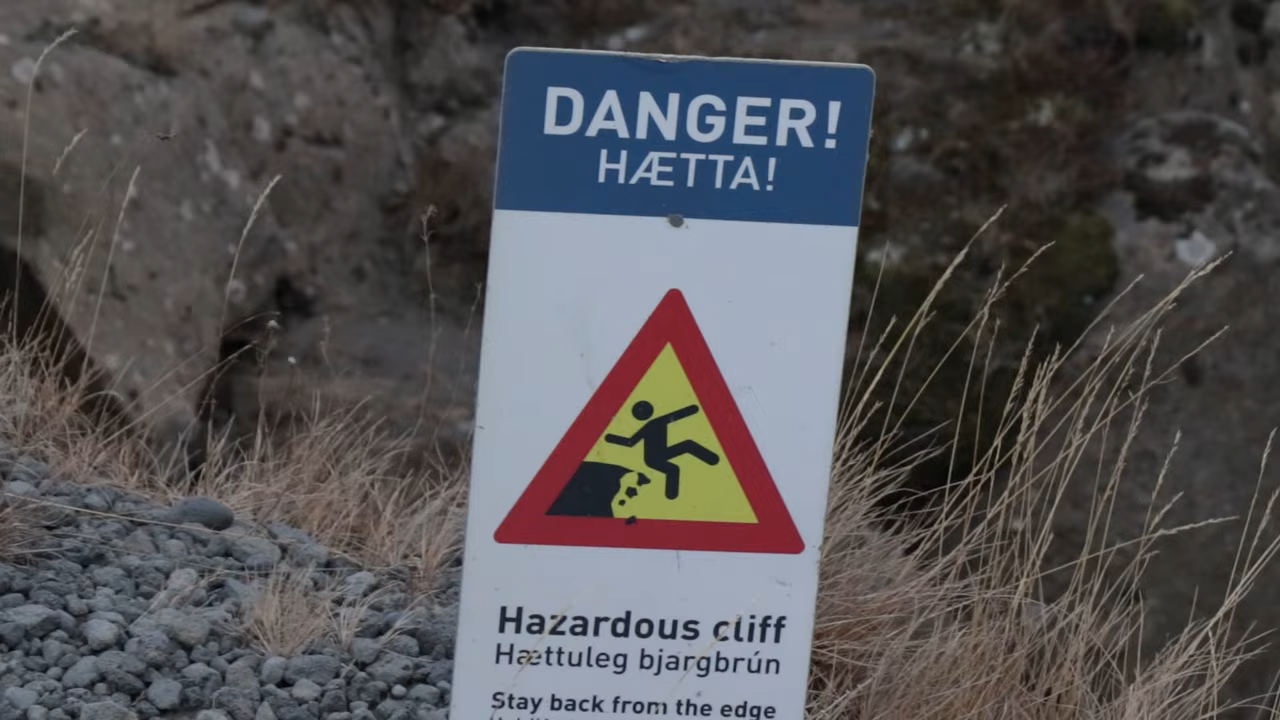 DANGER!
HÆTTA!
Hazardous cliff
Hættuleg bjargbrún
Stay back from the edge